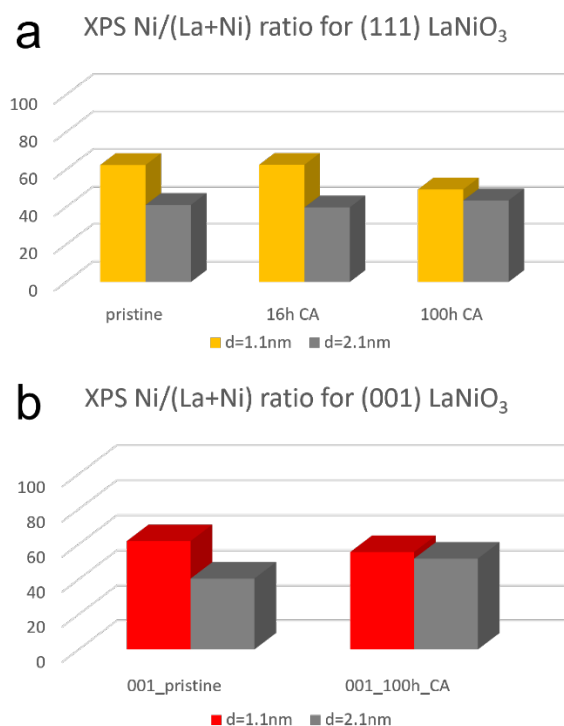 a
XPS Ni/(La+Ni) ratio for (111) LaNiO₃
100
80
60
40
20
0
pristine 16h CA 100h CA
d=1.1nm d=2.1nm
b
XPS Ni/(La+Ni) ratio for (001) LaNiO₃
100
80
60
40
20
0
001_pristine 001_100h_CA
d=1.1nm d=2.1nm